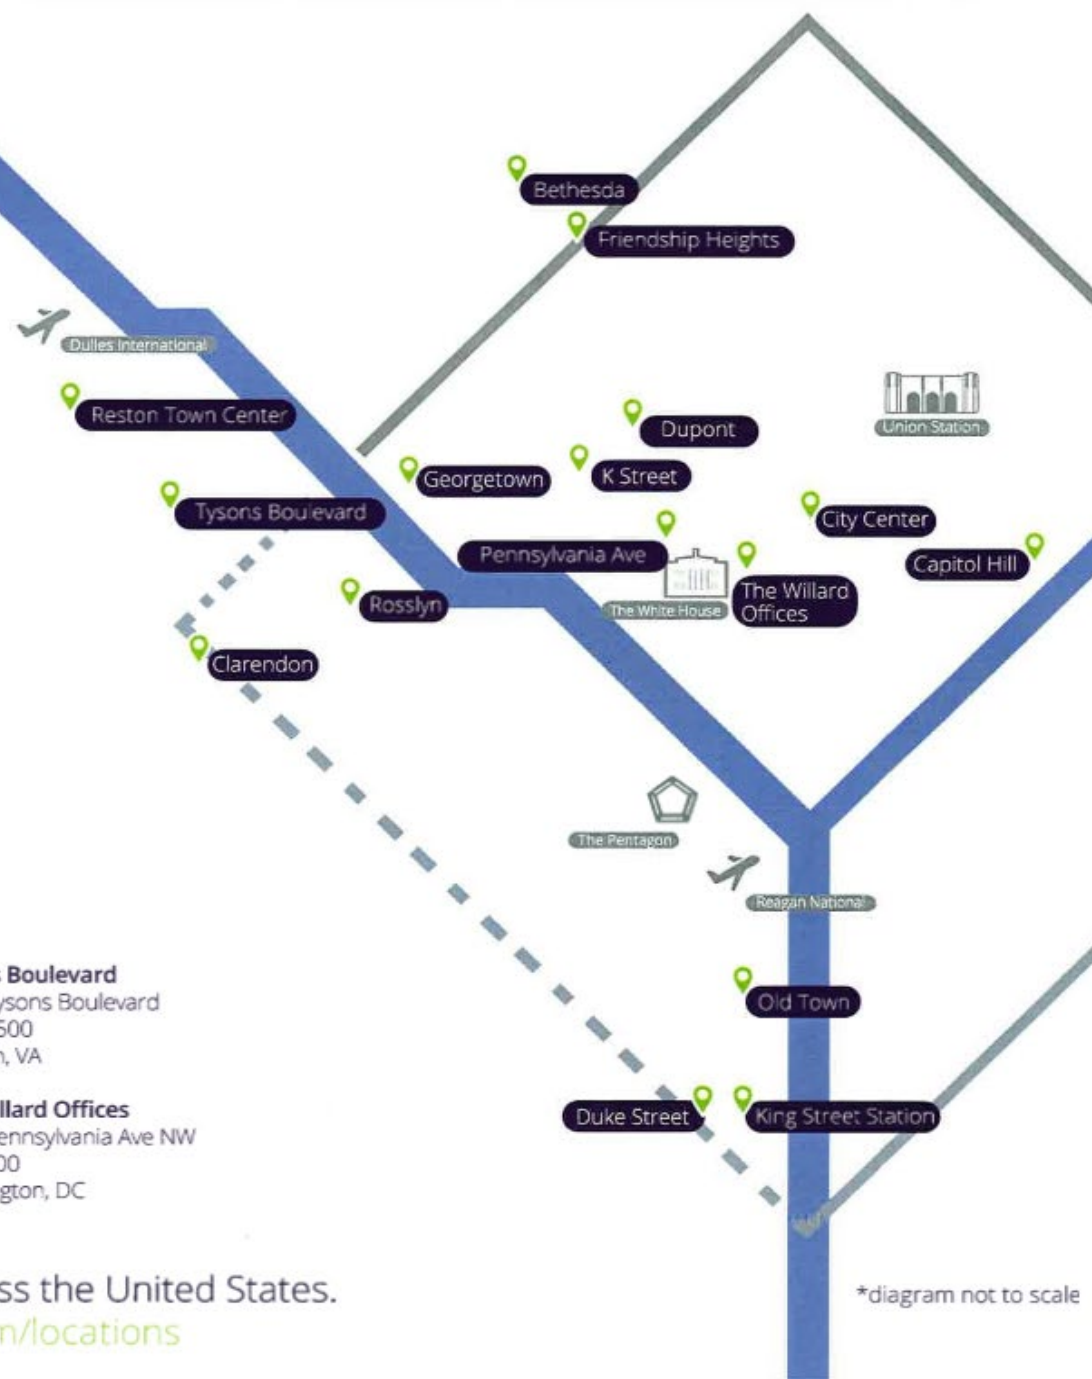 Bethesda
Friendship Heights
Dulles International
Reston Town Center
Dupont
Union Station
Georgetown
K Street
Tysons Boulevard
City Center
Pennsylvania Ave
Capitol Hill
The White House
The Willard
Offices
Rosslyn
Clarendon
The Pentagon
Reagan National
Old Town
Duke Street
King Street Station
s Boulevard
ysons Boulevard
500
n, VA
illard Offices
ennsylvania Ave NW
00
gton, DC
ss the United States.
m/locations
*diagram not to scale